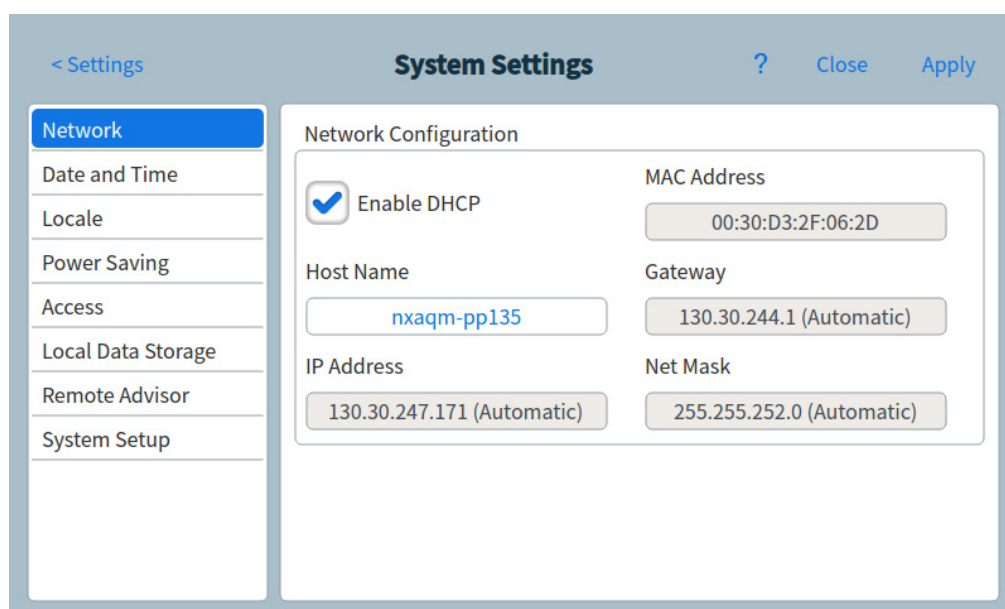 < Settings
System Settings
?
Close
Apply
Network
Date and Time
Locale
Power Saving
Access
Local Data Storage
Remote Advisor
System Setup
Network Configuration
Enable DHCP
MAC Address
00:30:D3:2F:06:2D
Host Name
nxaqm-pp135
Gateway
130.30.244.1 (Automatic)
IP Address
130.30.247.171 (Automatic)
Net Mask
255.255.252.0 (Automatic)